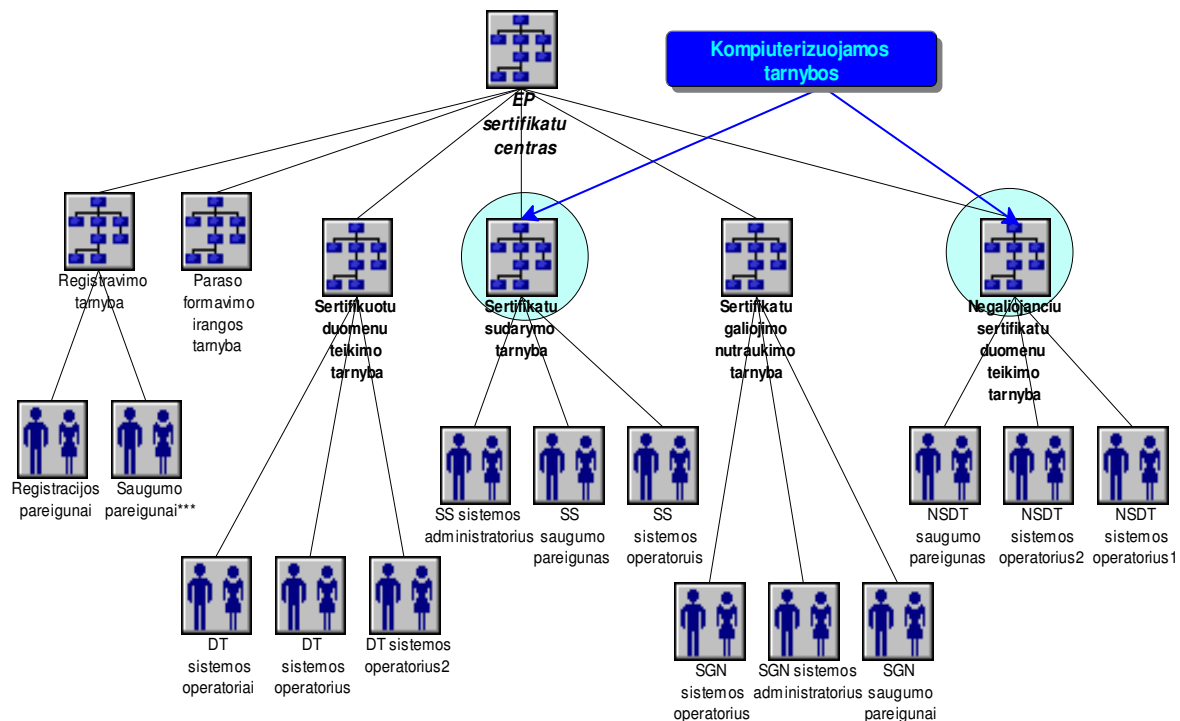 Kompiuterizuojamos
tarnybos
EP
sertifikatu
centras
Registravimo
tarnyba
Paraso
formavimo
irangos
tarnyba
Sertifikuotu
duomenu
teikimo
tarnyba
Sertifikatu
sudarymo
tarnyba
Sertifikatu
galiojimo
nutraukimo
tarnyba
Negaliojanciu
sertifikatu
duomenu
teikimo
tarnyba
Registracijos
pareigunai
Saugumo
pareigunai***
SS sistemos
administratorius
SS
saugumo
pareigunas
SS
sistemos
operatoruis
NSDT
saugumo
pareigunas
NSDT
sistemos
operatorius2
NSDT
sistemos
operatorius1
DT
sistemos
operatoriai
DT
sistemos
operatorius
DT sistemos
operatorius2
SGN
sistemos
operatorius
SGN sistemos
administratorius
SGN
saugumo
pareigunai